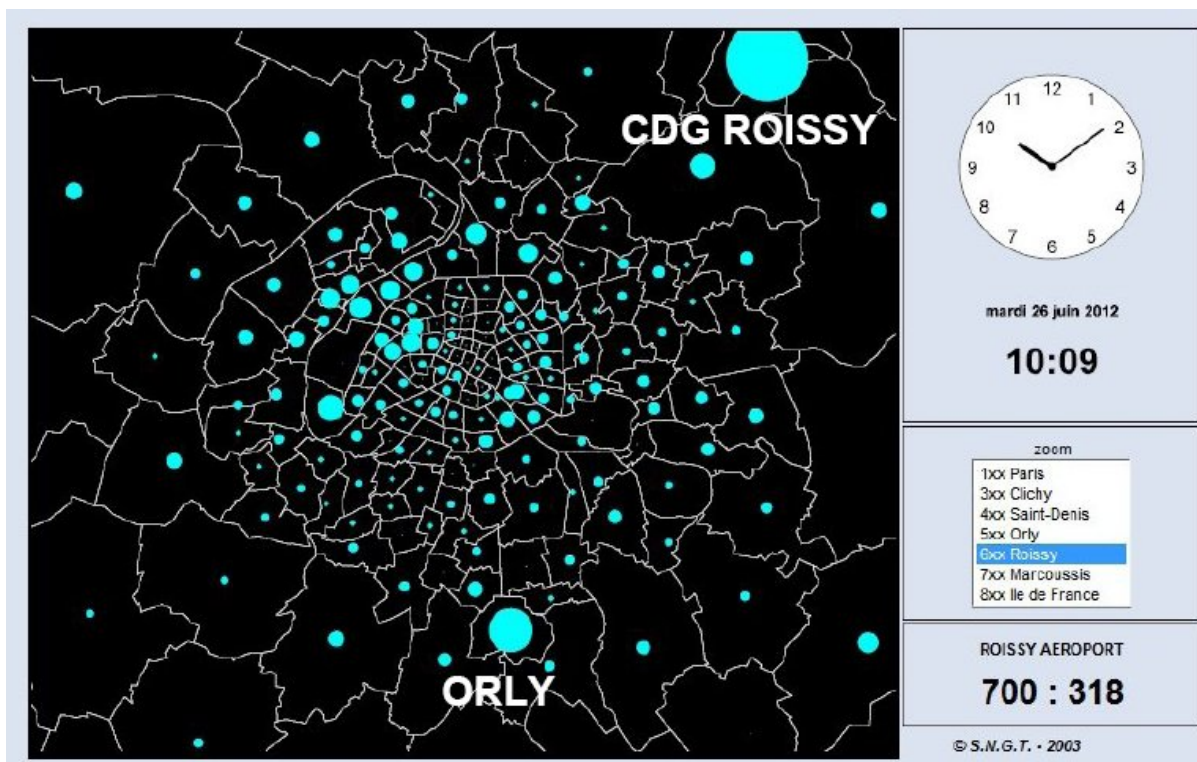 CDG ROISSY
ORLY
12
11
1
10
2
9
3
8
4
7
5
6
mardi 26 juin 2012
10:09
zoom
1xx Paris
3xx Clichy
4xx Saint-Denis
5xx Orly
6xx Roissy
7xx Marcoussis
8xx Ile de France
ROISSY AEROPORT
700 : 318
© S.N.G.T. - 2003